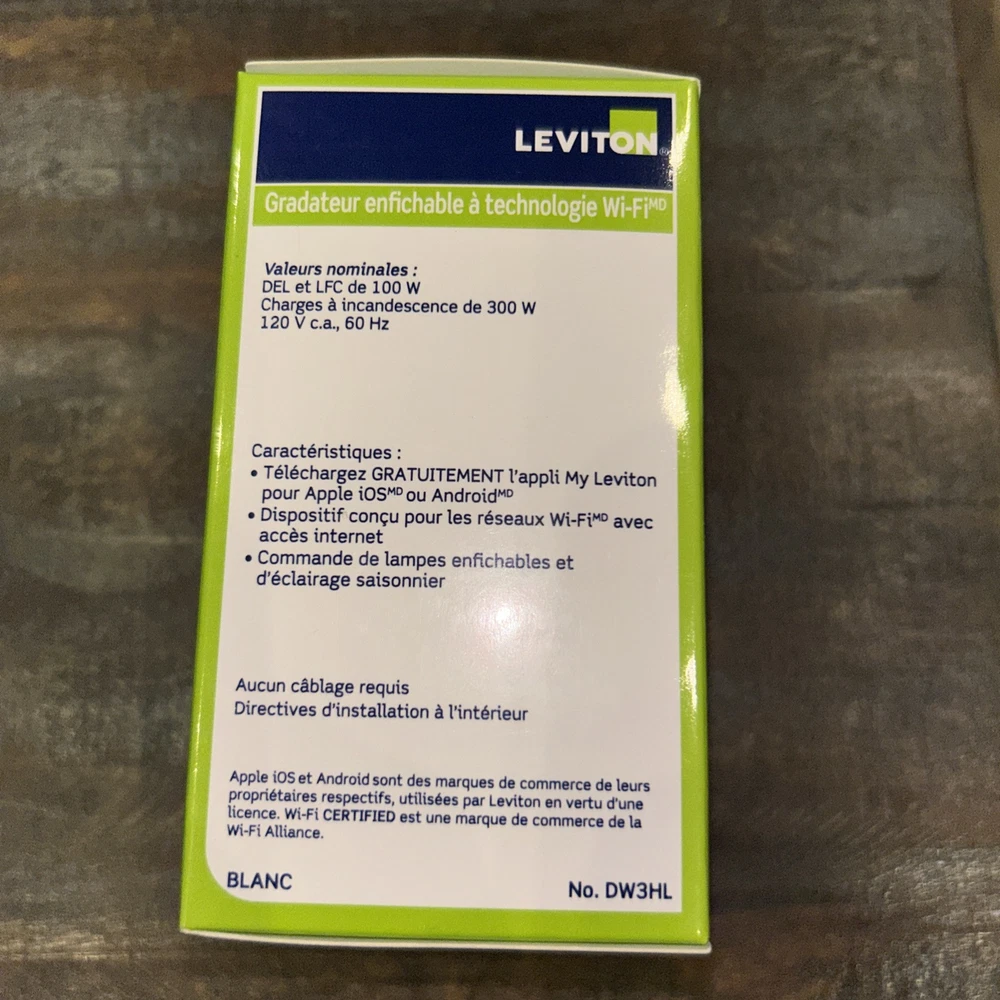 LEVITON®
Gradateur enfichable à technologie Wi-Fiᴹᴰ
Valeurs nominales :
DEL et LFC de 100 W
Charges à incandescence de 300 W
120 V c.a., 60 Hz
Caractéristiques :
• Téléchargez GRATUITEMENT l'appli My Leviton
pour Apple iOSᴹᴰ ou Androidᴹᴰ
• Dispositif conçu pour les réseaux Wi-Fiᴹᴰ avec
accès internet
• Commande de lampes enfichables et
d'éclairage saisonnier
Aucun câblage requis
Directives d'installation à l'intérieur
Apple iOS et Android sont des marques de commerce de leurs
propriétaires respectifs, utilisées par Leviton en vertu d'une
licence. Wi-Fi CERTIFIED est une marque de commerce de la
Wi-Fi Alliance.
BLANC
No. DW3HL